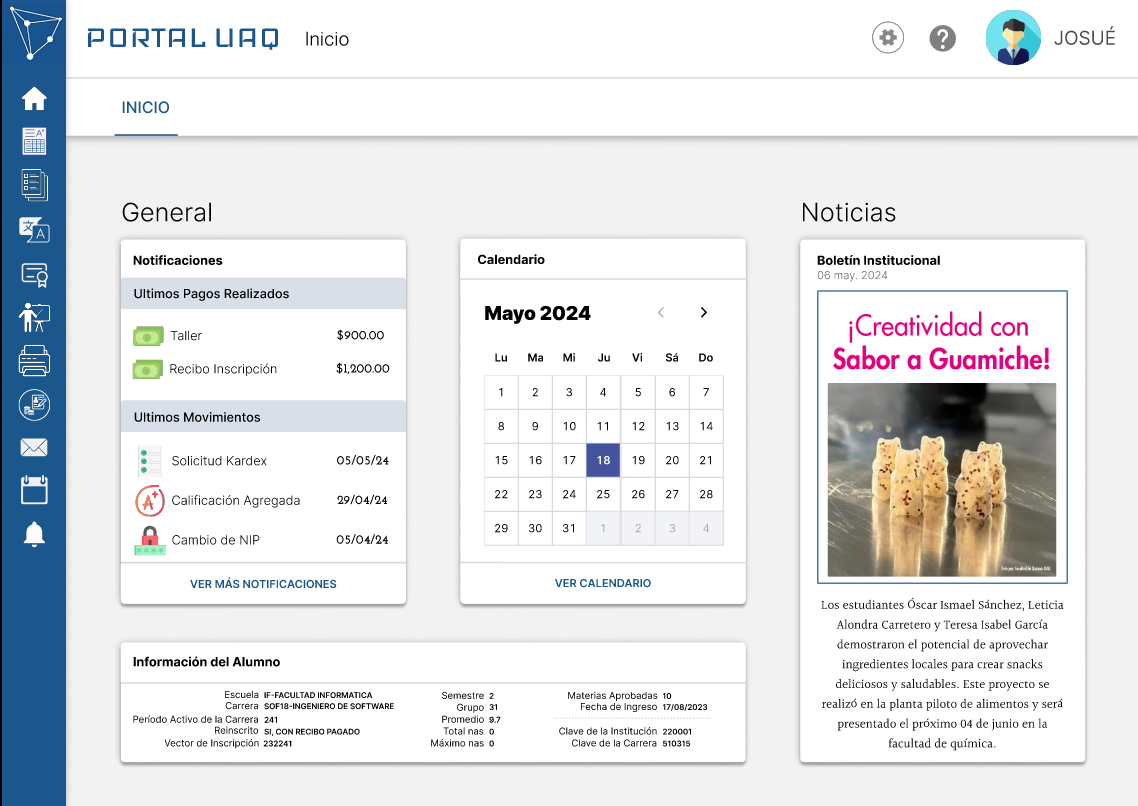 PORTAL UAQ
Inicio
JOSUÉ
INICIO
General
Notificaciones
Ultimos Pagos Realizados
Taller $900.00
Recibo Inscripción $1,200.00
Ultimos Movimientos
Solicitud Kardex 05/05/24
Calificación Agregada 29/04/24
Cambio de NIP 05/04/24
VER MÁS NOTIFICACIONES
Calendario
Mayo 2024
Lu Ma Mi Ju Vi Sá Do
1 2 3 4 5 6 7
8 9 10 11 12 13 14
15 16 17 18 19 20 21
22 23 24 25 26 27 28
29 30 31 1 2 3 4
VER CALENDARIO
Información del Alumno
Escuela IF-FACULTAD INFORMATICA
Carrera SOF18-INGENIERO DE SOFTWARE
Período Activo de la Carrera 241
Reinscrito SI, CON RECIBO PAGADO
Vector de Inscripción 232241
Semestre 2
Grupo 31
Promedio 9.7
Total nas 0
Máximo nas 0
Materias Aprobadas 10
Fecha de Ingreso 17/08/2023
Clave de la Institución 220001
Clave de la Carrera 510315
Noticias
Boletín Institucional
06 may. 2024
¡Creatividad con
Sabor a Guamiche!
Los estudiantes Óscar Ismael Sánchez, Leticia
Alondra Carretero y Teresa Isabel García
demostraron el potencial de aprovechar
ingredientes locales para crear snacks
deliciosos y saludables. Este proyecto se
realizó en la planta piloto de alimentos y será
presentado el próximo 04 de junio en la
facultad de química.